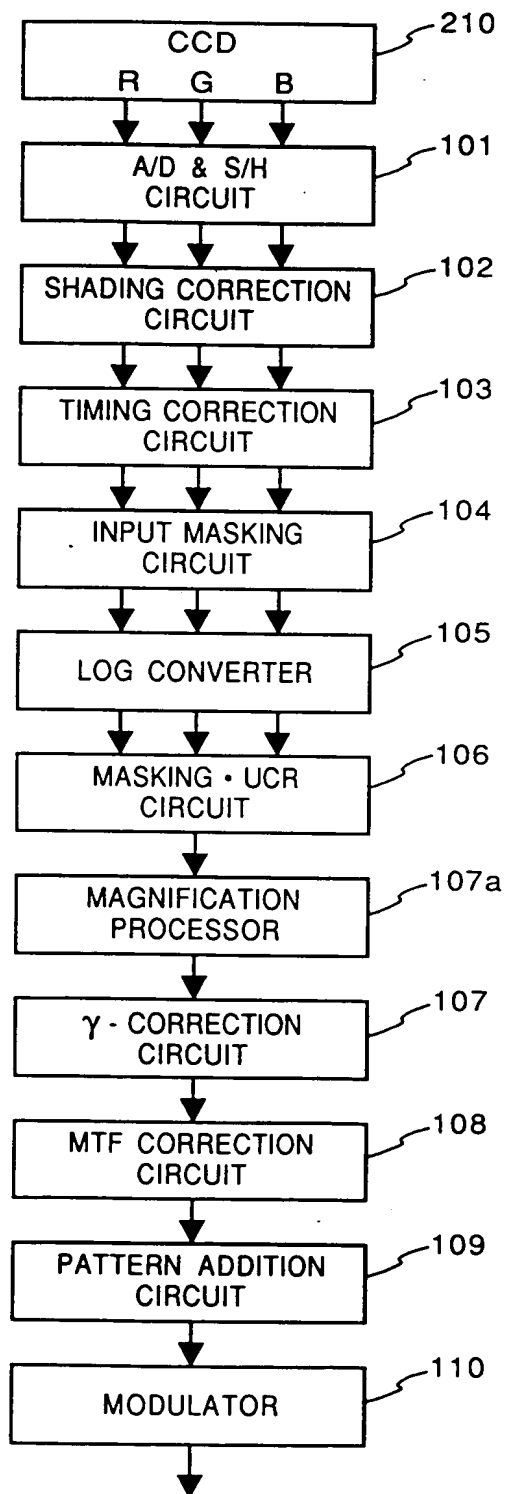 CCD
R G B
210
A/D & S/H
CIRCUIT
101
SHADING CORRECTION
CIRCUIT
102
TIMING CORRECTION
CIRCUIT
103
INPUT MASKING
CIRCUIT
104
LOG CONVERTER
105
MASKING • UCR
CIRCUIT
106
MAGNIFICATION
PROCESSOR
107a
γ - CORRECTION
CIRCUIT
107
MTF CORRECTION
CIRCUIT
108
PATTERN ADDITION
CIRCUIT
109
MODULATOR
110